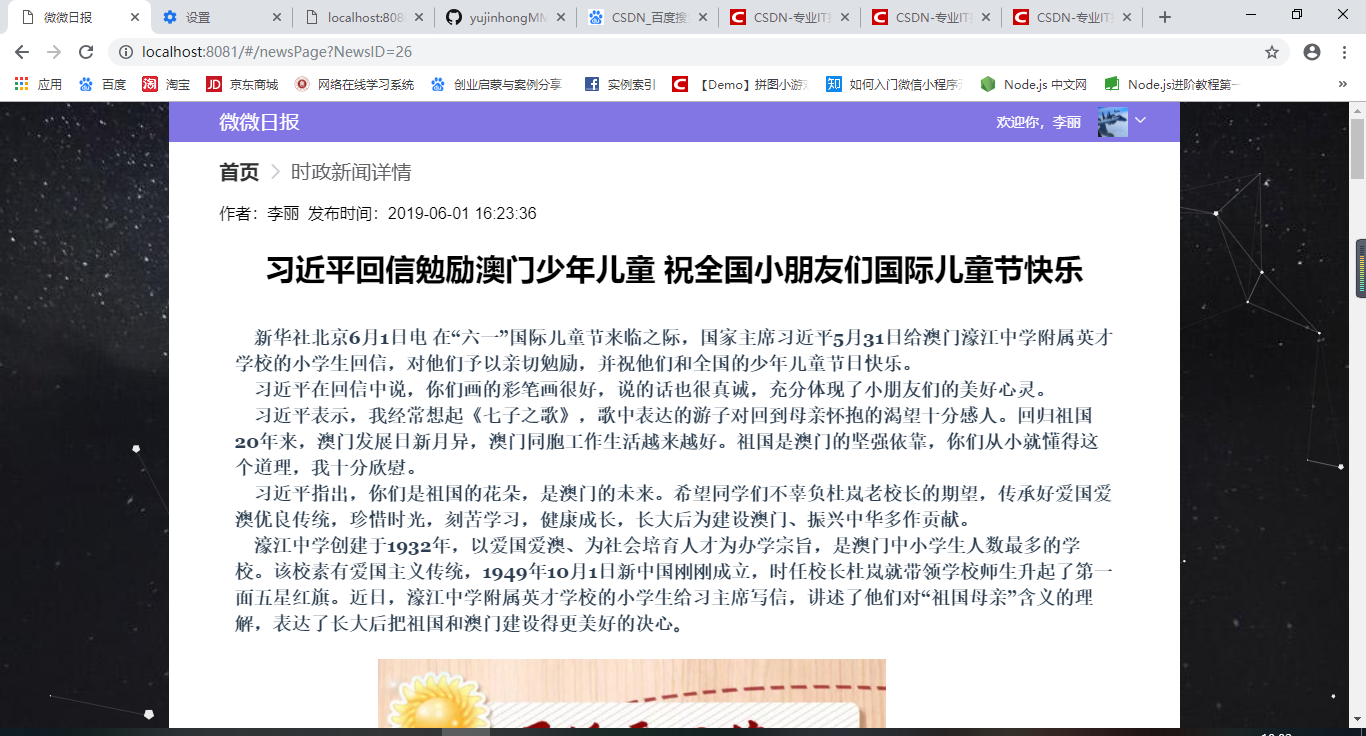 微微日报
设置
localhost:808
yujinhongMM
CSDN_百度搜
CSDN-专业IT
CSDN-专业IT
CSDN-专业IT
localhost:8081/#/newsPage?NewsID=26
应用
百度
淘宝
京东商城
网络在线学习系统
创业启蒙与案例分享
实例索引
【Demo】拼图小游
如何入门微信小程序
Node.js 中文网
Node.js进阶教程第一
微微日报
欢迎你，李丽
首页 > 时政新闻详情
作者：李丽 发布时间：2019-06-01 16:23:36
习近平回信勉励澳门少年儿童 祝全国小朋友们国际儿童节快乐
新华社北京6月1日电 在“六一”国际儿童节来临之际，国家主席习近平5月31日给澳门濠江中学附属英才
学校的小学生回信，对他们予以亲切勉励，并祝他们和全国的少年儿童节日快乐。
习近平在回信中说，你们画的彩笔画很好，说的话也很真诚，充分体现了小朋友们的美好心灵。
习近平表示，我经常想起《七子之歌》，歌中表达的游子对回到母亲怀抱的渴望十分感人。回归祖国
20年来，澳门发展日新月异，澳门同胞工作生活越来越好。祖国是澳门的坚强依靠，你们从小就懂得这
个道理，我十分欣慰。
习近平指出，你们是祖国的花朵，是澳门的未来。希望同学们不辜负杜岚老校长的期望，传承好爱国爱
澳优良传统，珍惜时光，刻苦学习，健康成长，长大后为建设澳门、振兴中华多作贡献。
濠江中学创建于1932年，以爱国爱澳、为社会培育人才为办学宗旨，是澳门中小学生人数最多的学
校。该校素有爱国主义传统，1949年10月1日新中国刚刚成立，时任校长杜岚就带领学校师生升起了第一
面五星红旗。近日，濠江中学附属英才学校的小学生给习主席写信，讲述了他们对“祖国母亲”含义的理
解，表达了长大后把祖国和澳门建设得更美好的决心。